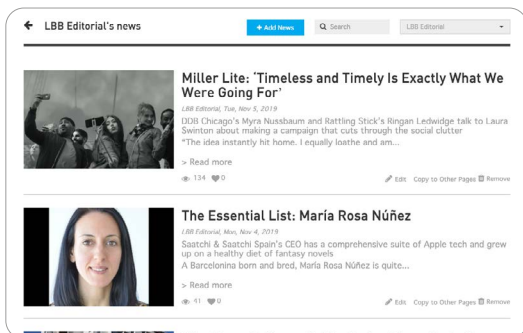 LBB Editorial's news
+ Add News
Search
LBB Editorial
Miller Lite: ‘Timeless and Timely Is Exactly What We
Were Going For’
LBB Editorial, Tue, Nov 5, 2019
DDB Chicago's Myra Nussbaum and Rattling Stick's Ringan Ledwidge talk to Laura
Swinton about making a campaign that cuts through the social clutter
“The idea instantly hit home. I equally loathe and am...
> Read more
134 0
Edit Copy to Other Pages Remove
The Essential List: María Rosa Núñez
LBB Editorial, Mon, Nov 4, 2019
Saatchi & Saatchi Spain's CEO has a comprehensive suite of Apple tech and grew
up on a healthy diet of fantasy novels
A Barcelonina born and bred, María Rosa Núñez is quite...
> Read more
41 0
Edit Copy to Other Pages Remove